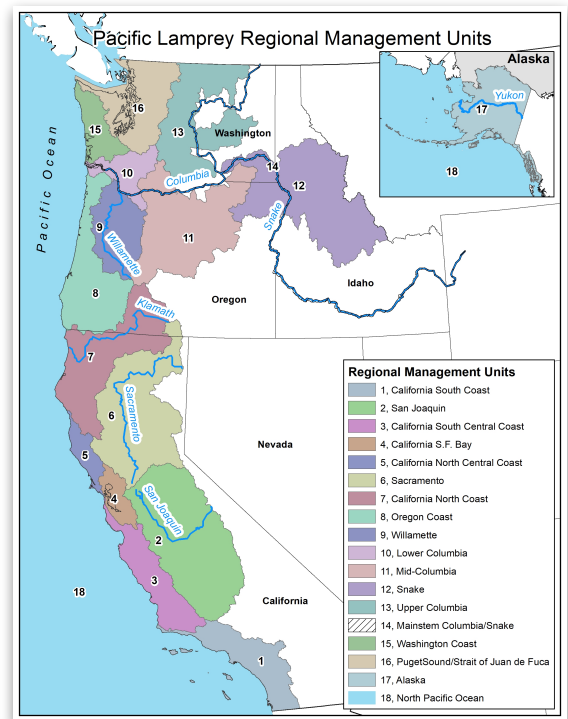 Pacific Lamprey Regional Management Units
Alaska
Yukon
17
18
16
15
13
Washington
Pacific Ocean
10
14
Columbia
12
9
Willamette
11
Snake
Idaho
8
Oregon
Klamath
7
6
Sacramento
Nevada
5
4
San Joaquin
2
3
18
California
1
Regional Management Units
1, California South Coast
2, San Joaquin
3, California South Central Coast
4, California S.F. Bay
5, California North Central Coast
6, Sacramento
7, California North Coast
8, Oregon Coast
9, Willamette
10, Lower Columbia
11, Mid-Columbia
12, Snake
13, Upper Columbia
14, Mainstem Columbia/Snake
15, Washington Coast
16, PugetSound/Strait of Juan de Fuca
17, Alaska
18, North Pacific Ocean